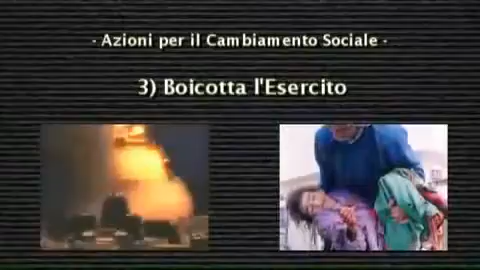 - Azioni per il Cambiamento Sociale -
3) Boicotta l'Esercito